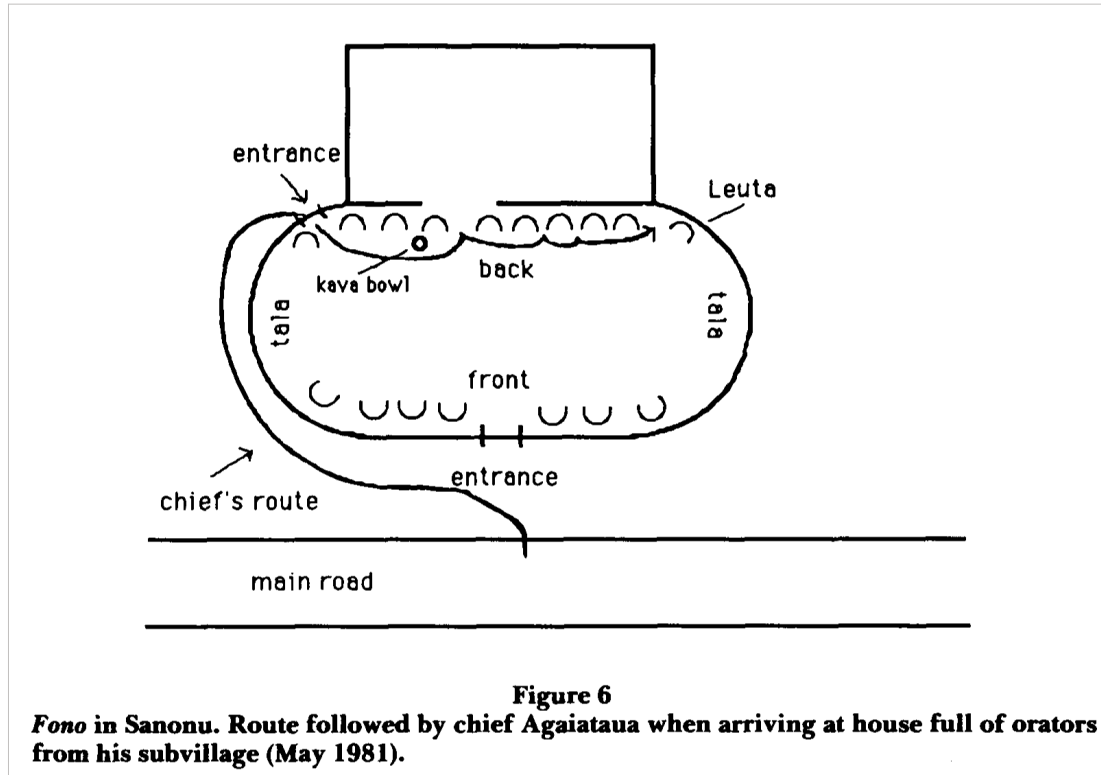 entrance
Leuta
kava bowl
back
tala
tala
front
entrance
chief's route
main road
Figure 6
Fono in Sanonu. Route followed by chief Agaiataua when arriving at house full of orators
from his subvillage (May 1981).